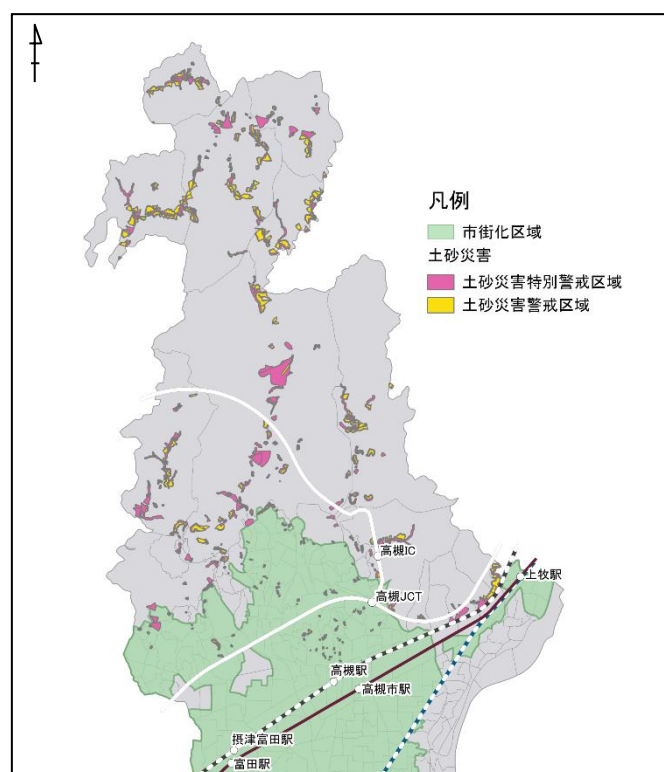 凡例
市街化区域
土砂災害
土砂災害特別警戒区域
土砂災害警戒区域
高槻IC
上牧駅
高槻JCT
高槻駅
高槻市駅
摂津富田駅
富田駅